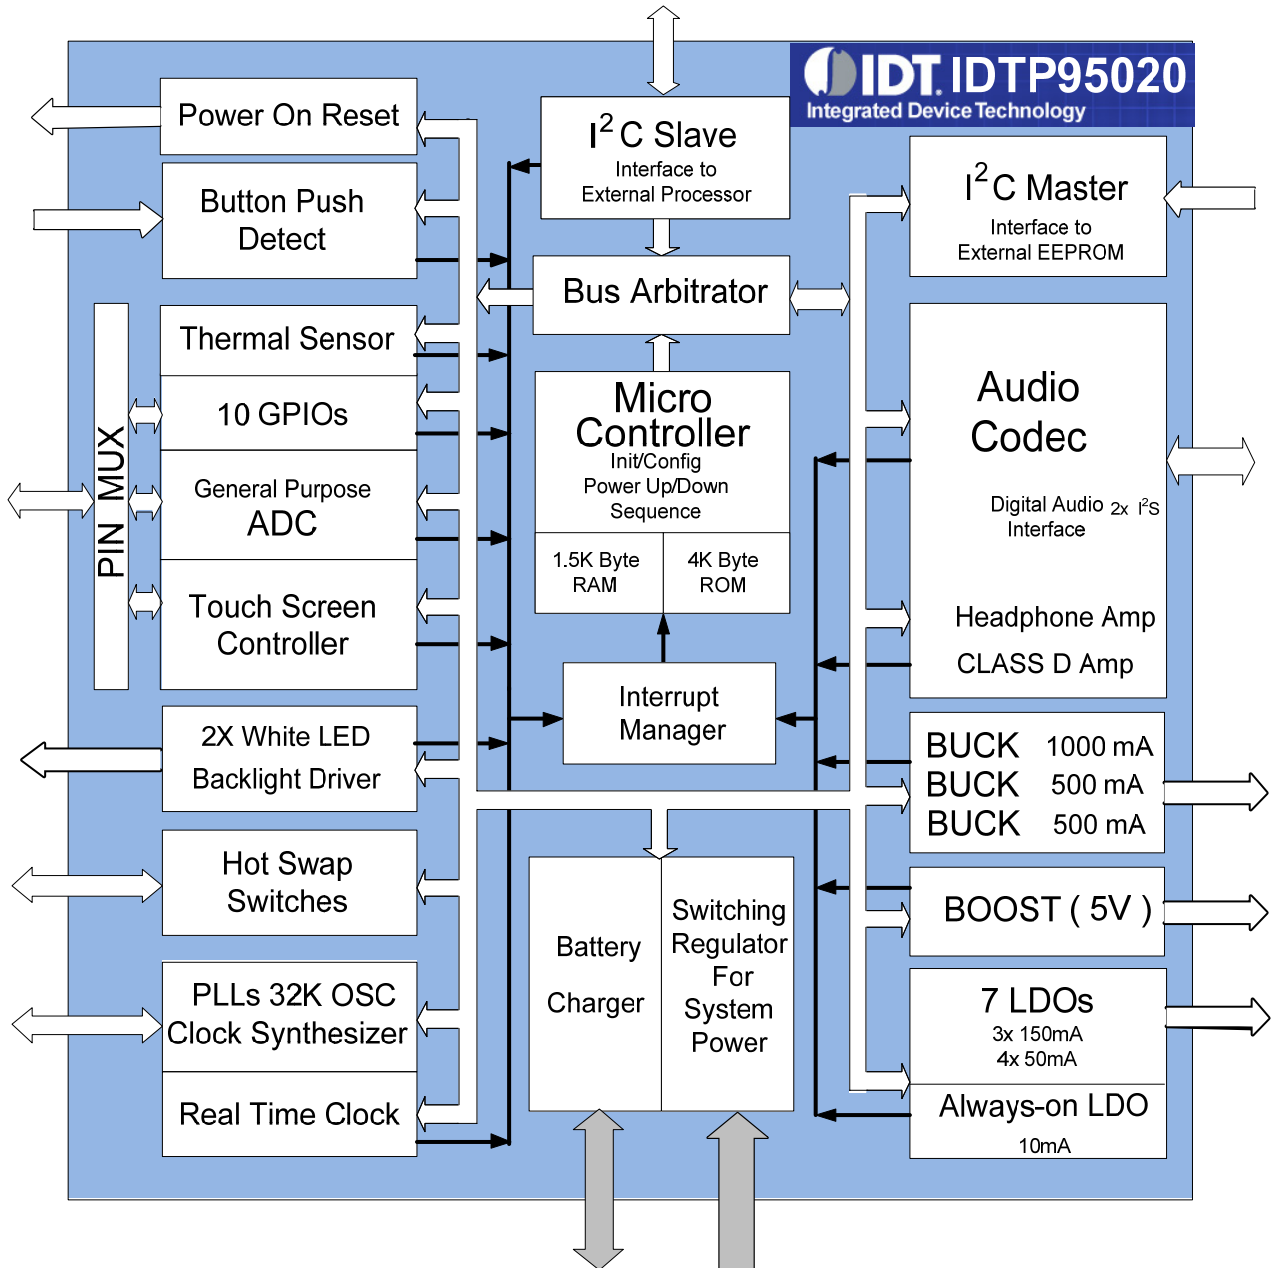 IDT. IDTP95020
Integrated Device Technology
Power On Reset
Button Push
Detect
Thermal Sensor
10 GPIOs
General Purpose
ADC
Touch Screen
Controller
PIN MUX
2X White LED
Backlight Driver
Hot Swap
Switches
PLLs 32K OSC
Clock Synthesizer
Real Time Clock
I²C Slave
Interface to
External Processor
Bus Arbitrator
Micro
Controller
Init/Config
Power Up/Down
Sequence
1.5K Byte
RAM
4K Byte
ROM
Interrupt
Manager
Battery
Charger
Switching
Regulator
For
System
Power
I²C Master
Interface to
External EEPROM
Audio
Codec
Digital Audio 2x I²S
Interface
Headphone Amp
CLASS D Amp
BUCK 1000 mA
BUCK 500 mA
BUCK 500 mA
BOOST ( 5V )
7 LDOs
3x 150mA
4x 50mA
Always-on LDO
10mA